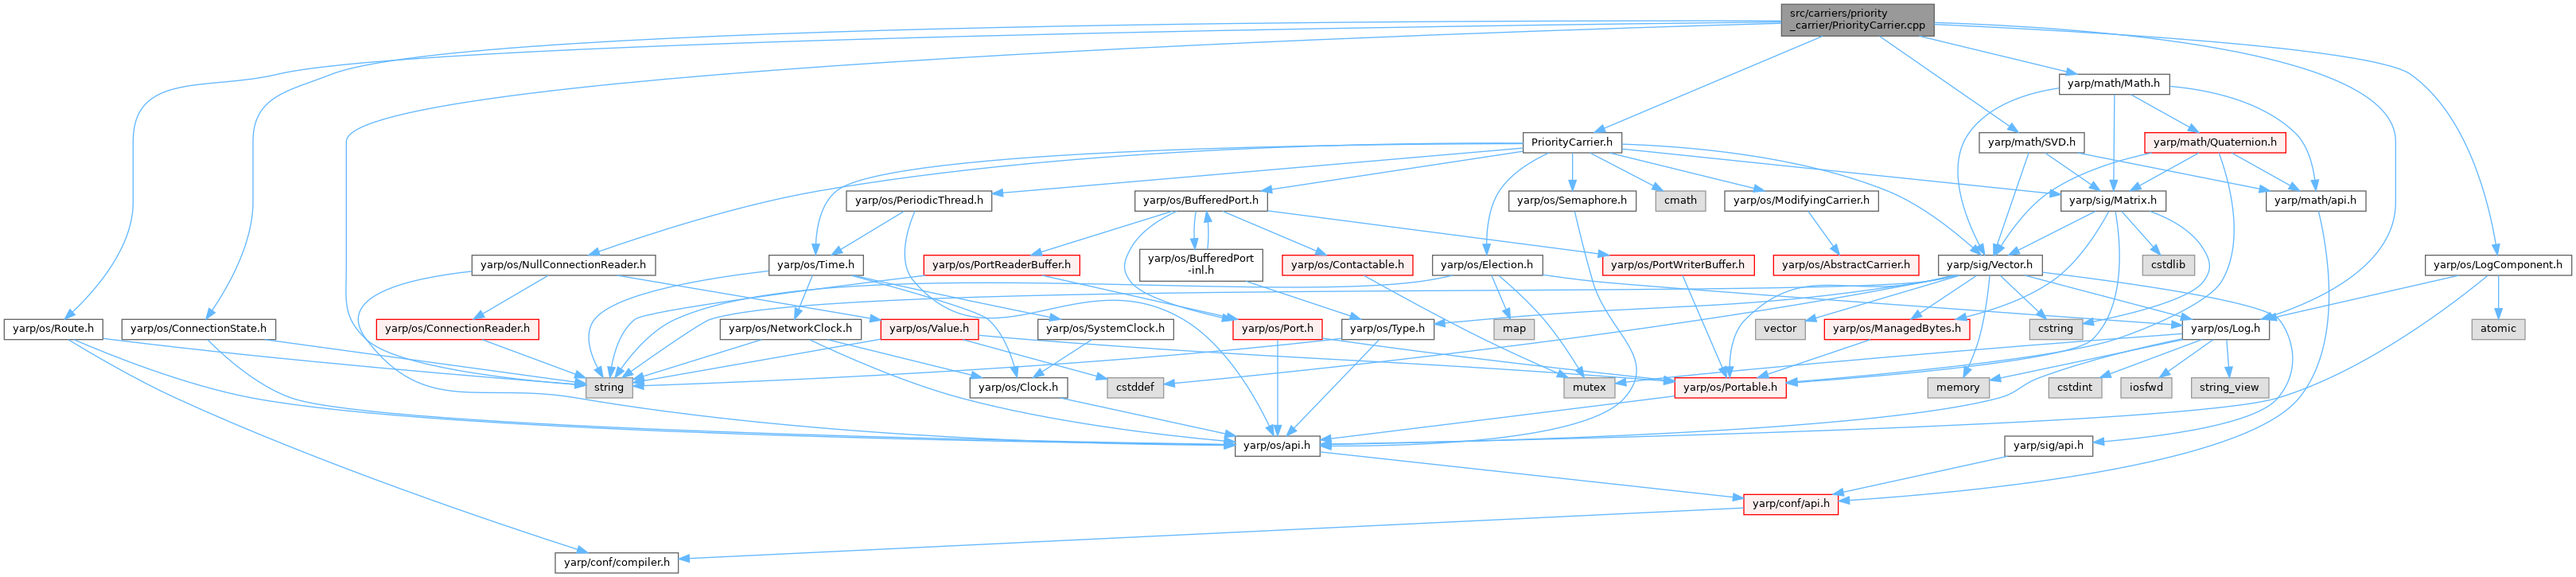 src/carriers/priority
_carrier/PriorityCarrier.cpp
yarp/math/Math.h
PriorityCarrier.h
yarp/math/SVD.h
yarp/math/Quaternion.h
yarp/os/PeriodicThread.h
yarp/os/BufferedPort.h
yarp/os/Semaphore.h
cmath
yarp/os/ModifyingCarrier.h
yarp/sig/Matrix.h
yarp/math/api.h
yarp/os/NullConnectionReader.h
yarp/os/Time.h
yarp/os/PortReaderBuffer.h
yarp/os/BufferedPort
-inl.h
yarp/os/Contactable.h
yarp/os/Election.h
yarp/os/PortWriterBuffer.h
yarp/os/AbstractCarrier.h
yarp/sig/Vector.h
cstdlib
yarp/os/LogComponent.h
yarp/os/Route.h
yarp/os/ConnectionState.h
yarp/os/ConnectionReader.h
yarp/os/NetworkClock.h
yarp/os/Value.h
yarp/os/SystemClock.h
yarp/os/Port.h
yarp/os/Type.h
map
vector
yarp/os/ManagedBytes.h
cstring
yarp/os/Log.h
atomic
string
yarp/os/Clock.h
cstddef
mutex
yarp/os/Portable.h
memory
cstdint
iosfwd
string_view
yarp/os/api.h
yarp/sig/api.h
yarp/conf/api.h
yarp/conf/compiler.h